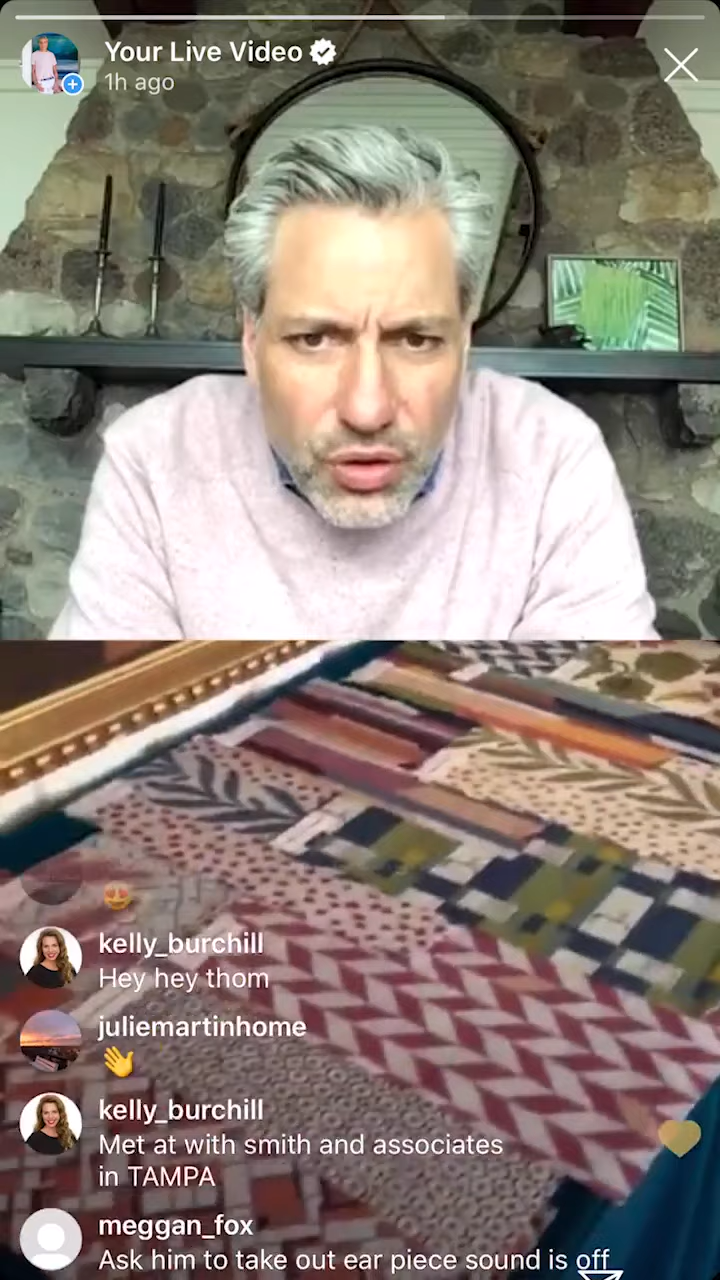 Your Live Video
1h ago
kelly_burchill
Hey hey thom
juliemartinhome
👋
kelly_burchill
Met at with smith and associates
in TAMPA
meggan_fox
Ask him to take out ear piece sound is off